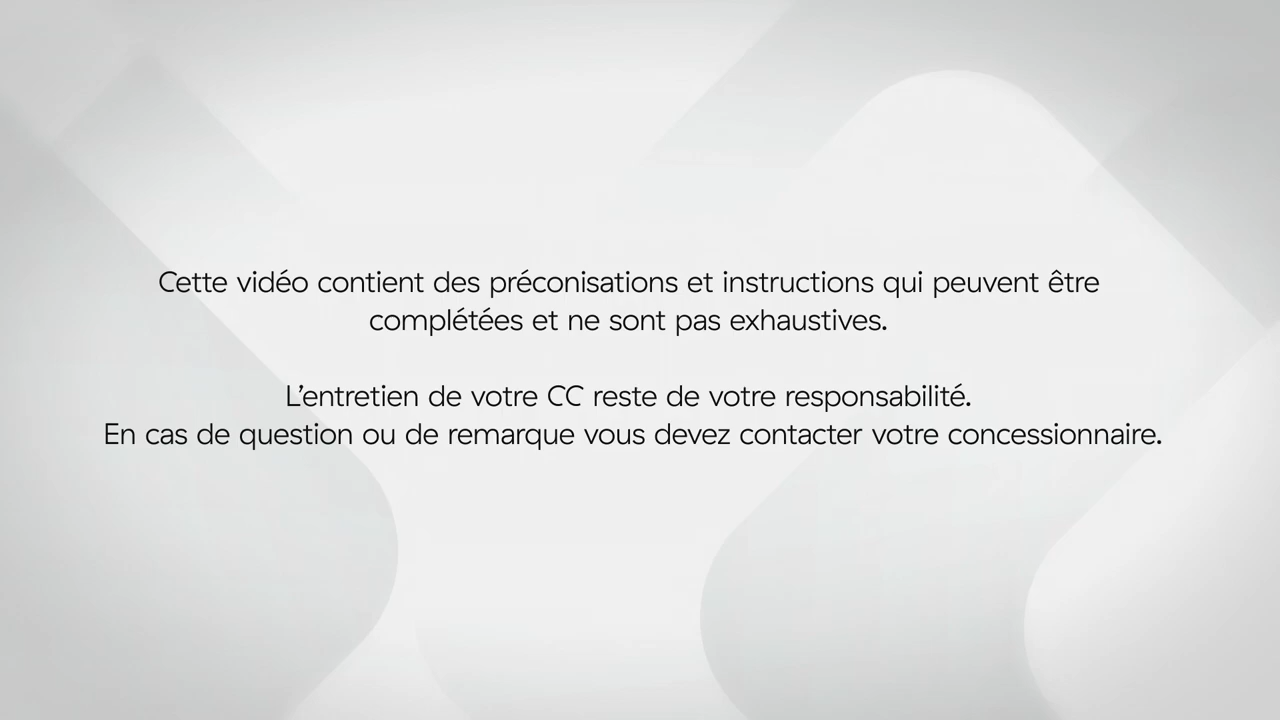 Cette vidéo contient des préconisations et instructions qui peuvent être
complétées et ne sont pas exhaustives.
L’entretien de votre CC reste de votre responsabilité.
En cas de question ou de remarque vous devez contacter votre concessionnaire.